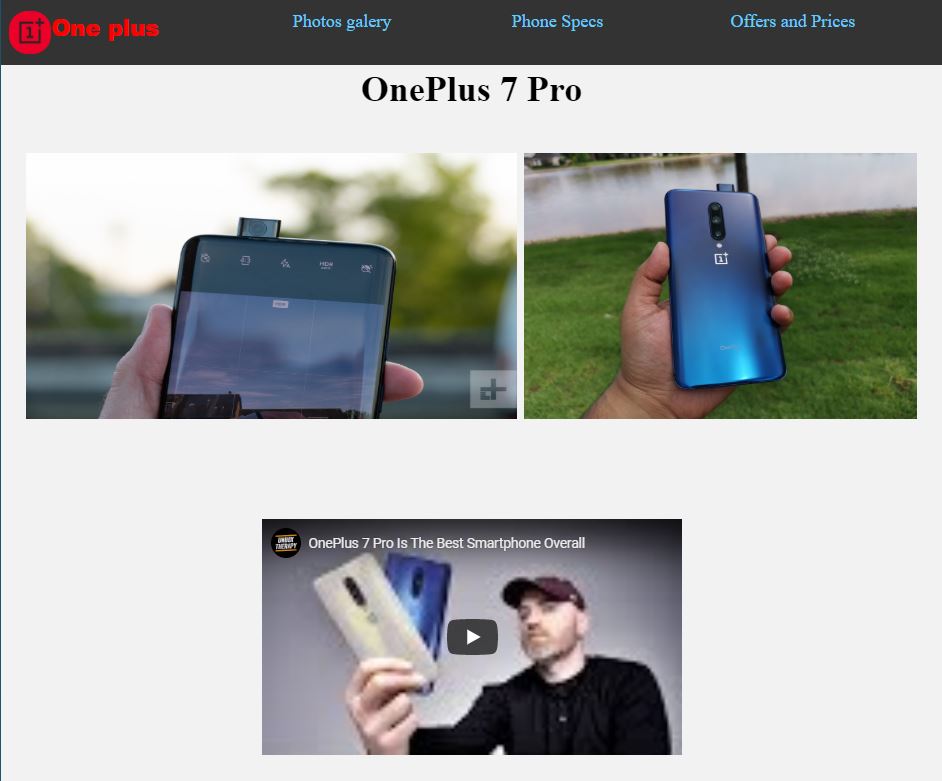 One plus
Photos galery
Phone Specs
Offers and Prices
OnePlus 7 Pro
HDR
UNBOX
THERAPY
OnePlus 7 Pro Is The Best Smartphone Overall